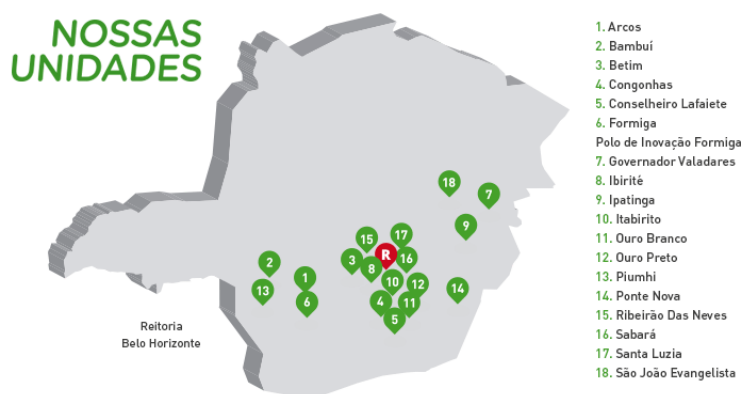 NOSSAS
UNIDADES
1. Arcos
2. Bambuí
3. Betim
4. Congonhas
5. Conselheiro Lafaiete
6. Formiga
Polo de Inovação Formiga
7. Governador Valadares
8. Ibirité
9. Ipatinga
10. Itabirito
11. Ouro Branco
12. Ouro Preto
13. Piumhi
14. Ponte Nova
15. Ribeirão Das Neves
16. Sabará
17. Santa Luzia
18. São João Evangelista
18
7
9
17
15
R
16
3
8
2
1
10
12
13
6
4
11
14
5
Reitoria
Belo Horizonte